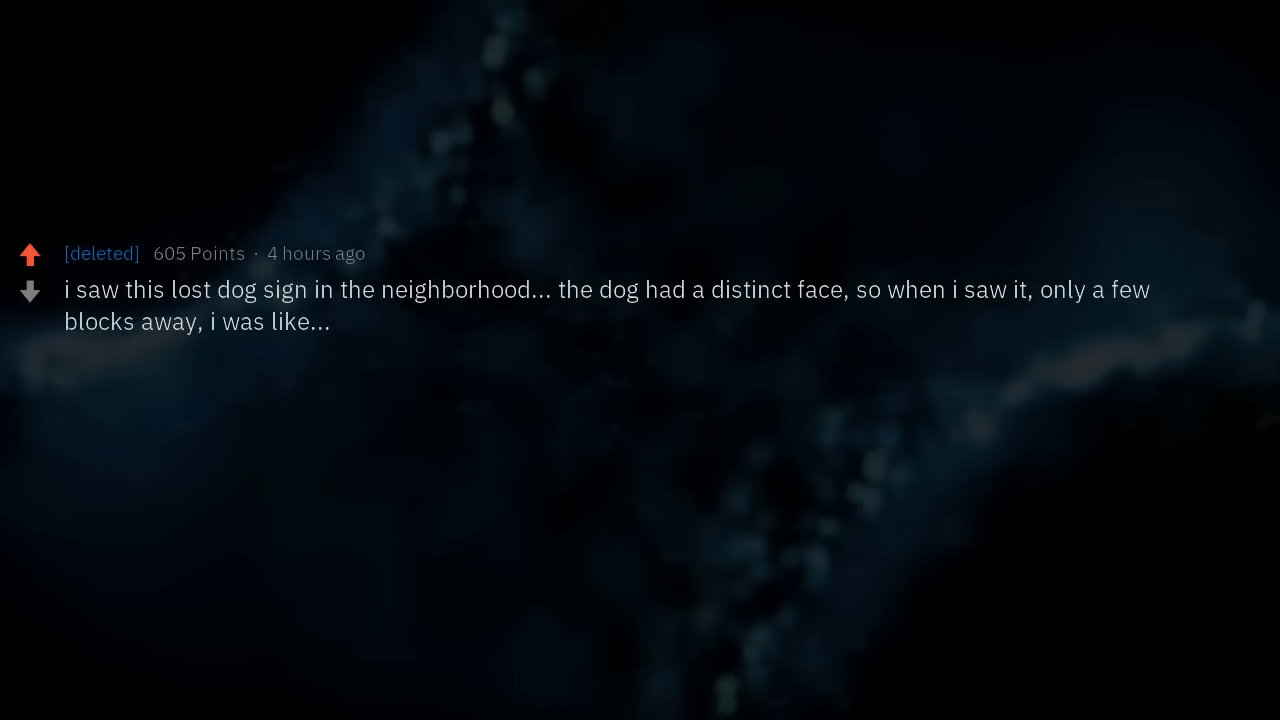 [deleted] 605 Points · 4 hours ago
i saw this lost dog sign in the neighborhood... the dog had a distinct face, so when i saw it, only a few
blocks away, i was like...